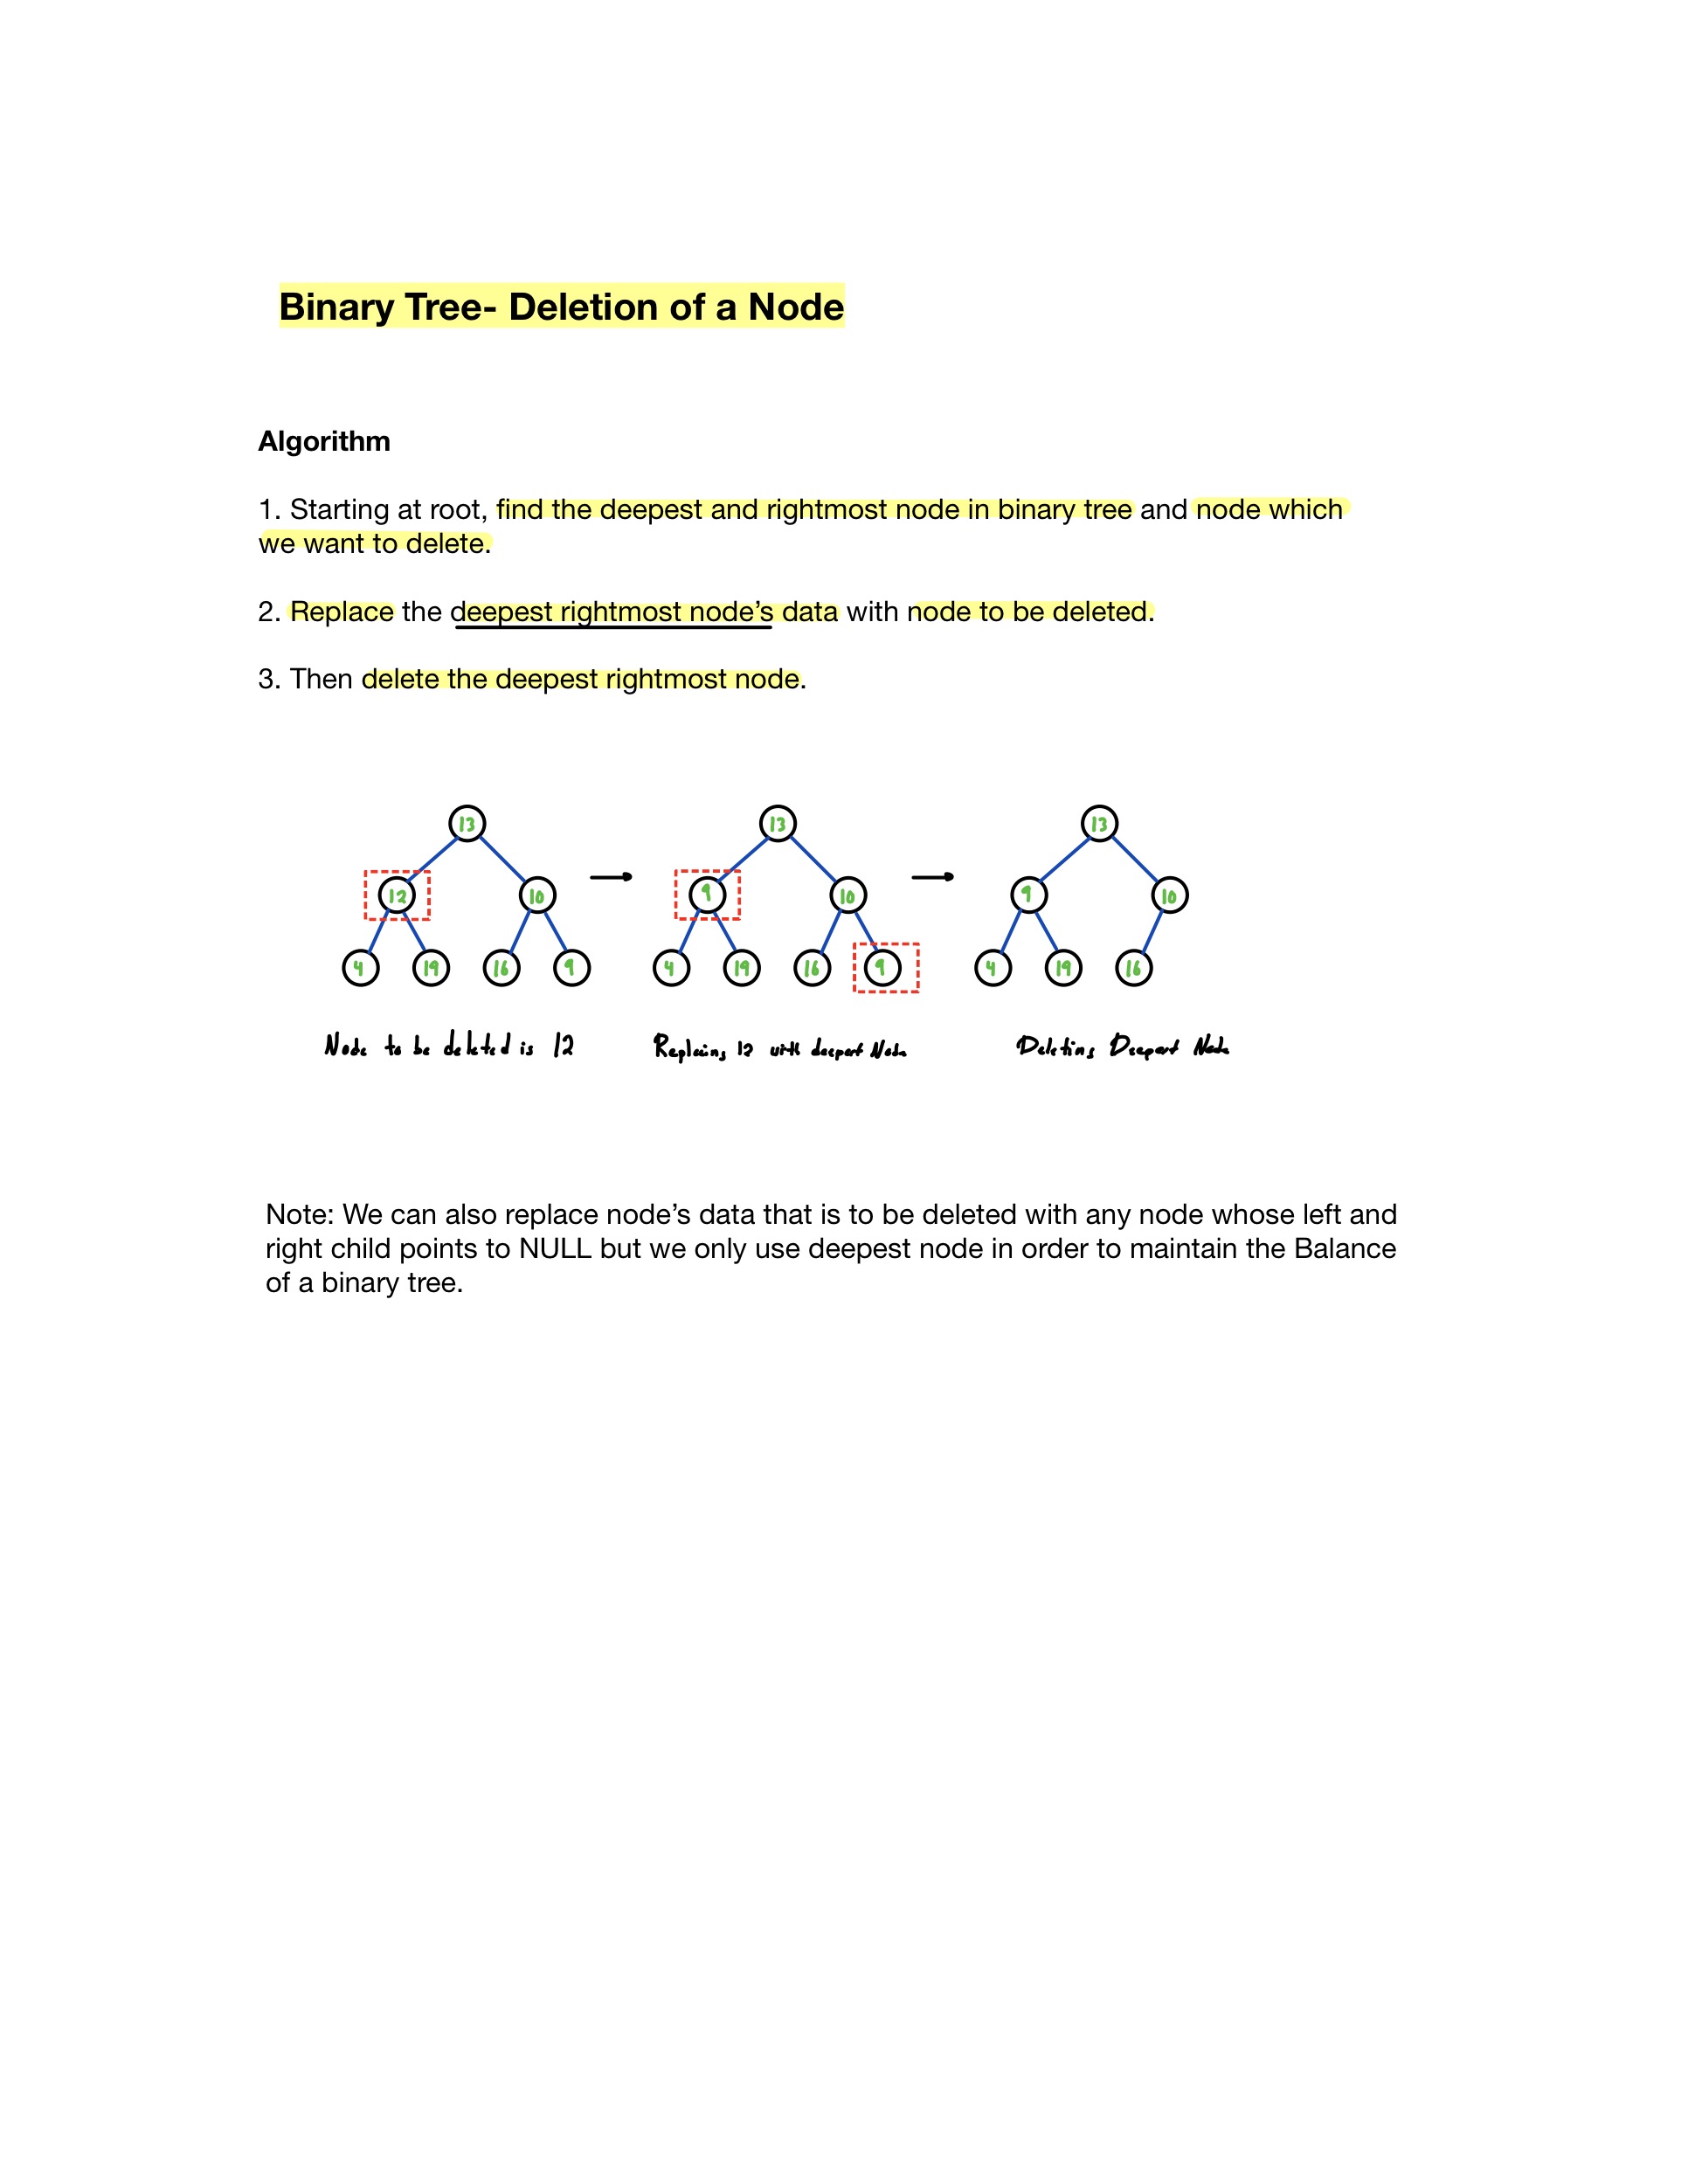 Binary Tree- Deletion of a Node
Algorithm
1. Starting at root, find the deepest and rightmost node in binary tree and node which
we want to delete.
2. Replace the deepest rightmost node’s data with node to be deleted.
3. Then delete the deepest rightmost node.
13 13 13
12 10 9 10 9 10
4 19 16 9 4 19 16 9 4 19 16
Node to be deleted is 12
Replacing 12 with deepest Node
Deleting Deepest Node
Note: We can also replace node’s data that is to be deleted with any node whose left and
right child points to NULL but we only use deepest node in order to maintain the Balance
of a binary tree.